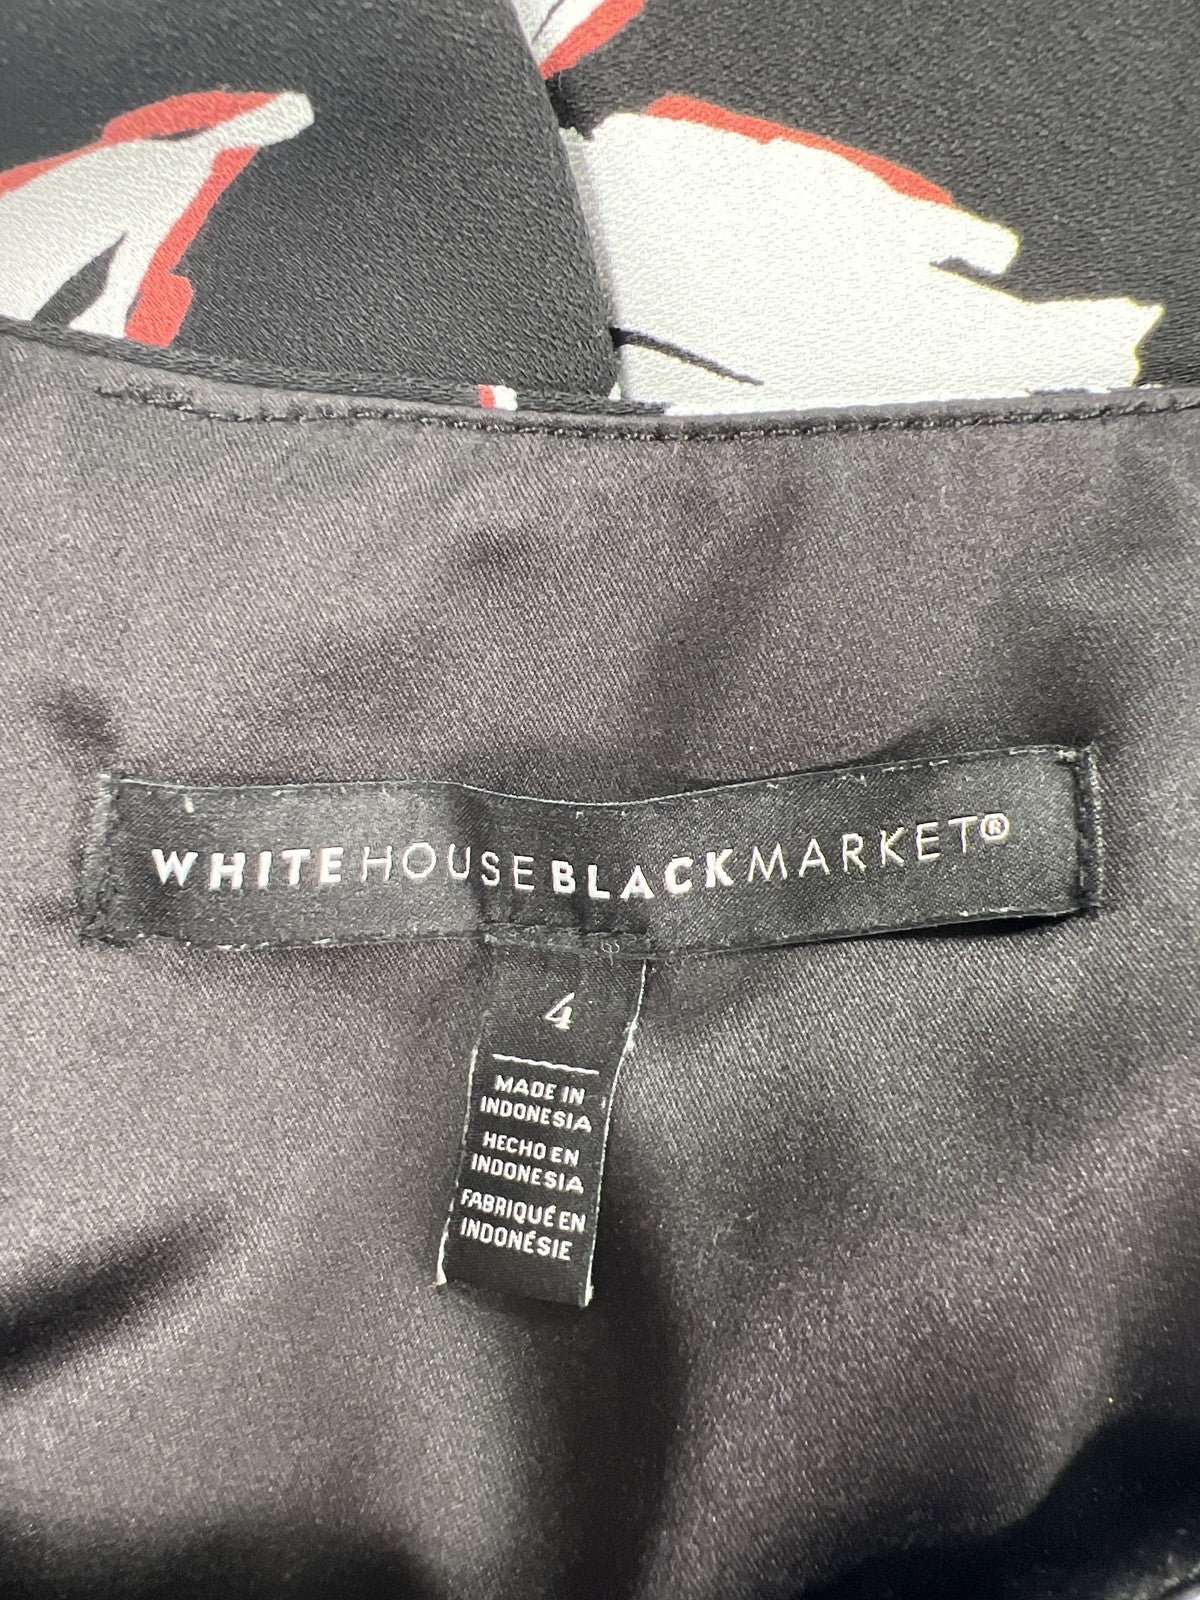 WHITEHOUSEBLACKMARKET®
4
MADE IN
INDONESIA
HECHO EN
INDONESIA
FABRIQUÉ EN
INDONÉSIE